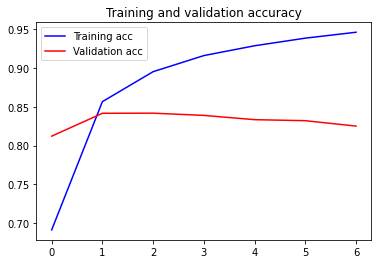 Training and validation accuracy
Training acc
Validation acc
0.95
0.90
0.85
0.80
0.75
0.70
0 1 2 3 4 5 6